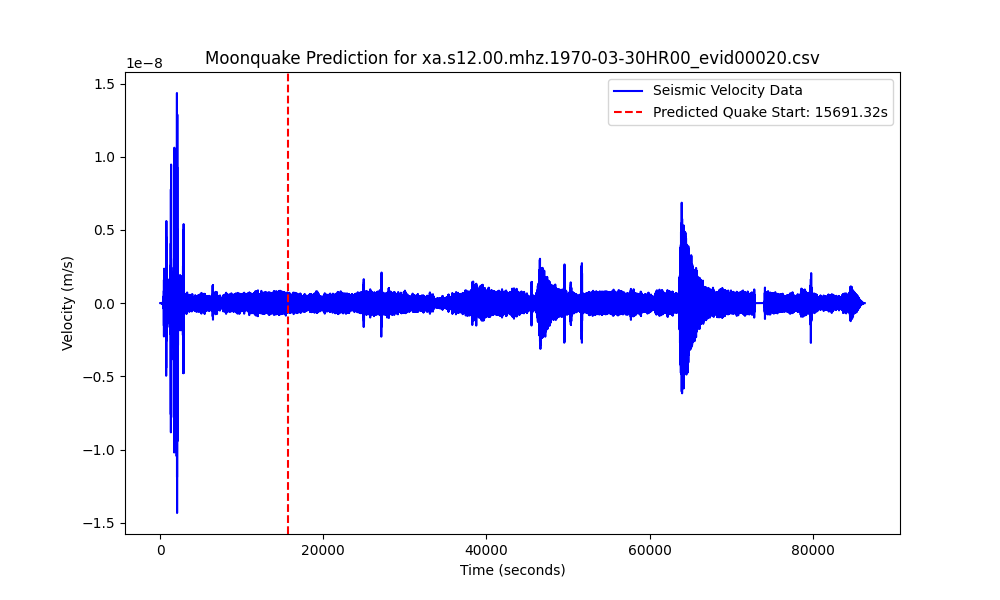 Moonquake Prediction for xa.s12.00.mhz.1970-03-30HR00_evid00020.csv
1e−8
Seismic Velocity Data
Predicted Quake Start: 15691.32s
1.5
1.0
0.5
0.0
−0.5
−1.0
−1.5
Velocity (m/s)
0 20000 40000 60000 80000
Time (seconds)